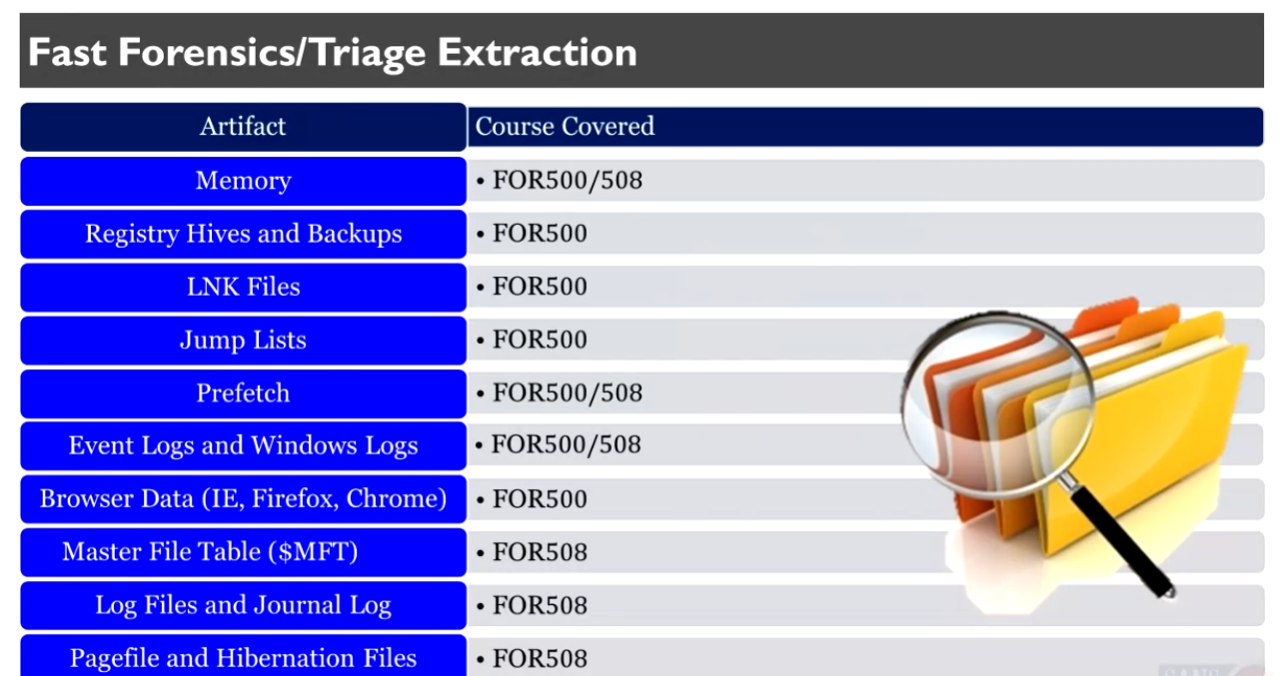 Fast Forensics/Triage Extraction
Artifact Course Covered
Memory • FOR500/508
Registry Hives and Backups • FOR500
LNK Files • FOR500
Jump Lists • FOR500
Prefetch • FOR500/508
Event Logs and Windows Logs • FOR500/508
Browser Data (IE, Firefox, Chrome) • FOR500
Master File Table ($MFT) • FOR508
Log Files and Journal Log • FOR508
Pagefile and Hibernation Files • FOR508